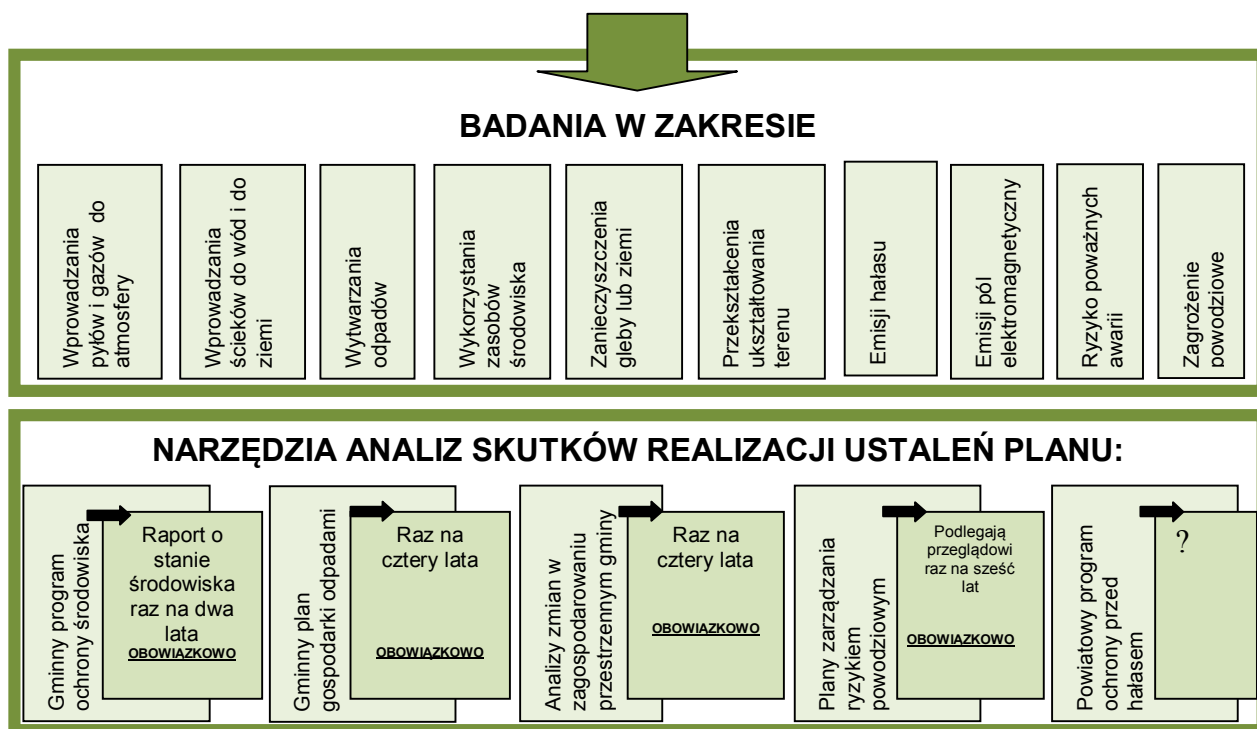 BADANIA W ZAKRESIE
Wprowadzania
pyłów i gazów do
atmosfery
Wprowadzania
ścieków do wód i do
ziemi
Wytwarzania
odpadów
Wykorzystania
zasobów
środowiska
Zanieczyszczenia
gleby lub ziemi
Przekształcenia
ukształtowania
terenu
Emisji hałasu
Emisji pól
elektromagnetyczny
Ryzyko poważnych
awarii
Zagrożenie
powodziowe
NARZĘDZIA ANALIZ SKUTKÓW REALIZACJI USTALEŃ PLANU:
Gminny program
ochrony środowiska
Raport o
stanie
środowiska
raz na dwa
lata
OBOWIĄZKOWO
Gminny plan
gospodarki odpadami
Raz na
cztery lata
OBOWIĄZKOWO
Analizy zmian w
zagospodarowaniu
przestrzennym gminy
Raz na
cztery lata
OBOWIĄZKOWO
Plany zarządzania
ryzykiem
powodziowym
Podlegają
przeglądowi
raz na sześć
lat
OBOWIĄZKOWO
Powiatowy program
ochrony przed
hałasem
?